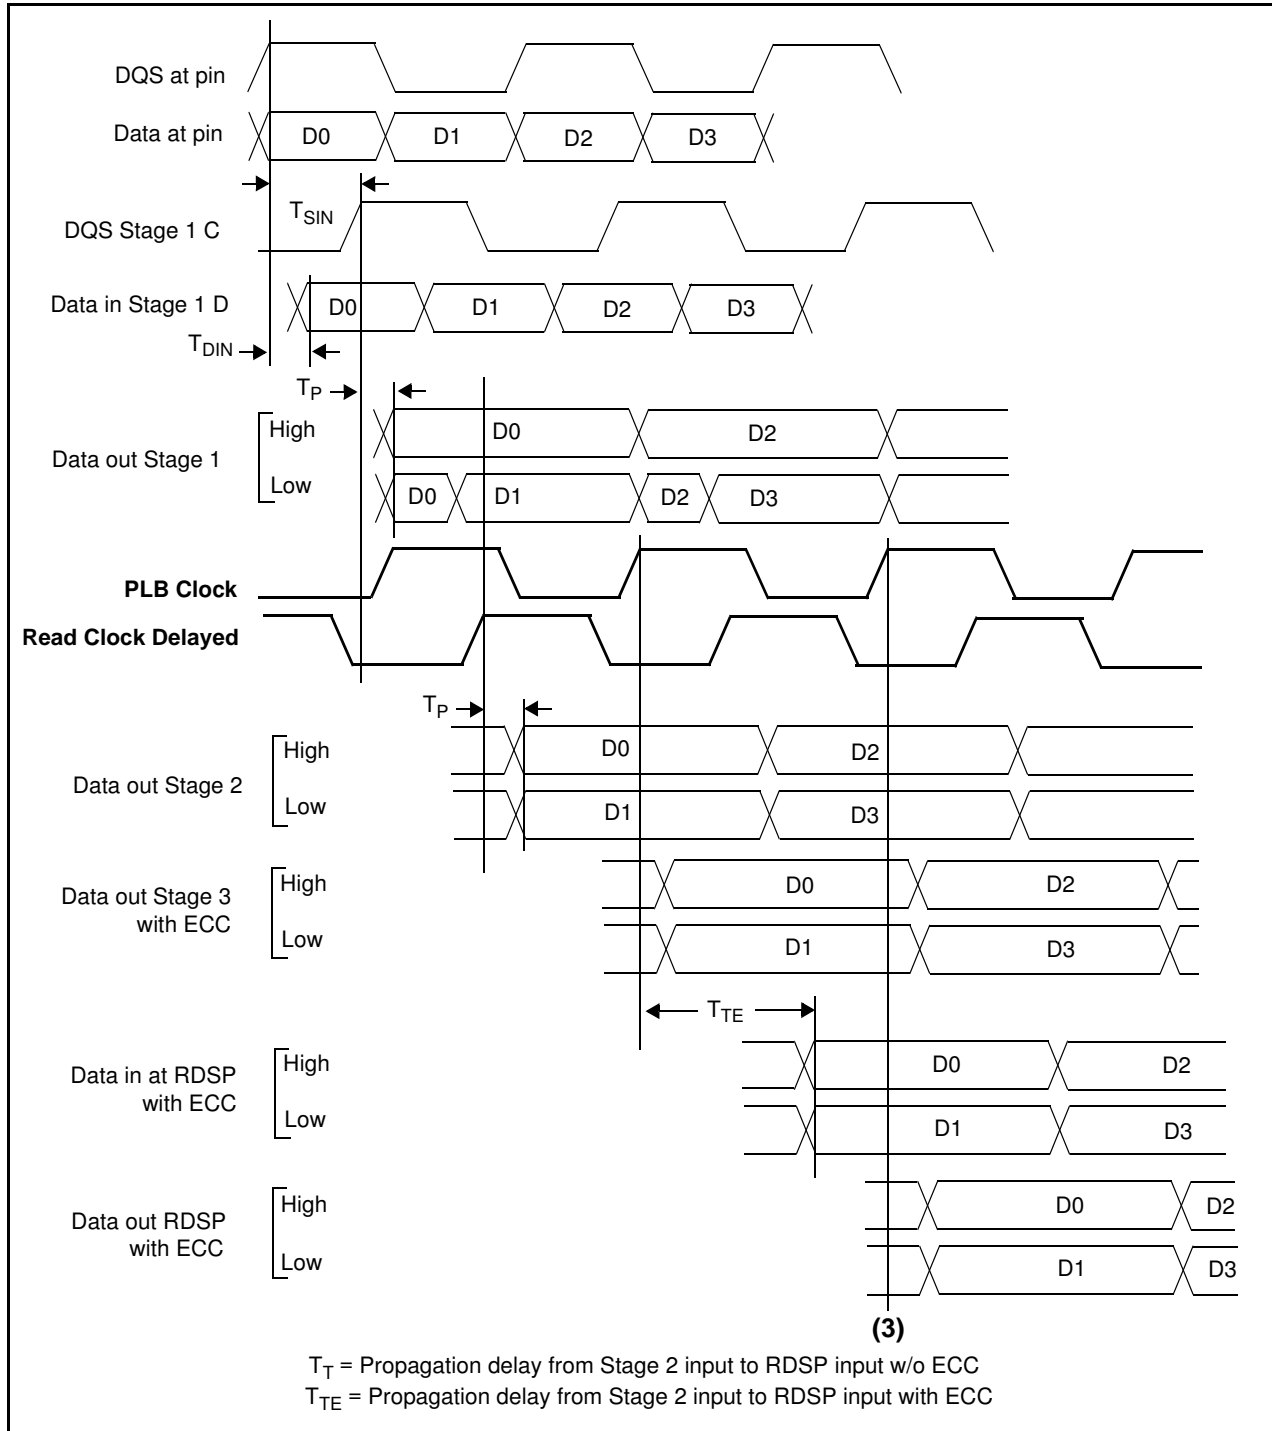 DQS at pin
Data at pin
D0 D1 D2 D3
T_SIN
DQS Stage 1 C
Data in Stage 1 D
D0 D1 D2 D3
T_DIN
T_P
Data out Stage 1
High
D0 D2
Low
D0 D1 D2 D3
PLB Clock
Read Clock Delayed
T_P
Data out Stage 2
High
D0 D2
Low
D1 D3
Data out Stage 3
with ECC
High
D0 D2
Low
D1 D3
T_TE
Data in at RDSP
with ECC
High
D0 D2
Low
D1 D3
Data out RDSP
with ECC
High
D0 D2
Low
D1 D3
(3)
T_T = Propagation delay from Stage 2 input to RDSP input w/o ECC
T_TE = Propagation delay from Stage 2 input to RDSP input with ECC